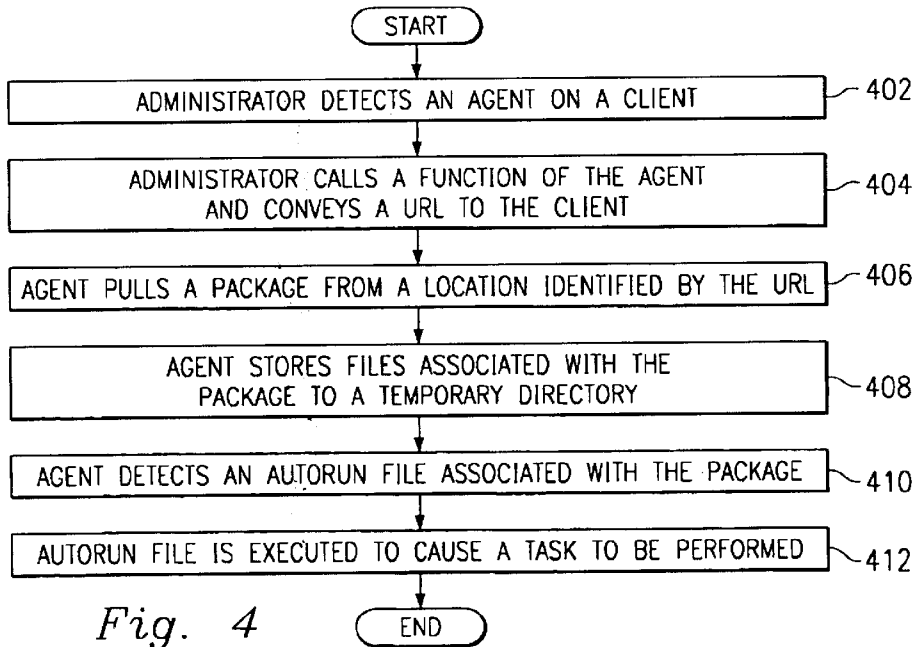 START
ADMINISTRATOR DETECTS AN AGENT ON A CLIENT
402
ADMINISTRATOR CALLS A FUNCTION OF THE AGENT
AND CONVEYS A URL TO THE CLIENT
404
AGENT PULLS A PACKAGE FROM A LOCATION IDENTIFIED BY THE URL
406
AGENT STORES FILES ASSOCIATED WITH THE
PACKAGE TO A TEMPORARY DIRECTORY
408
AGENT DETECTS AN AUTORUN FILE ASSOCIATED WITH THE PACKAGE
410
AUTORUN FILE IS EXECUTED TO CAUSE A TASK TO BE PERFORMED
412
Fig. 4
END